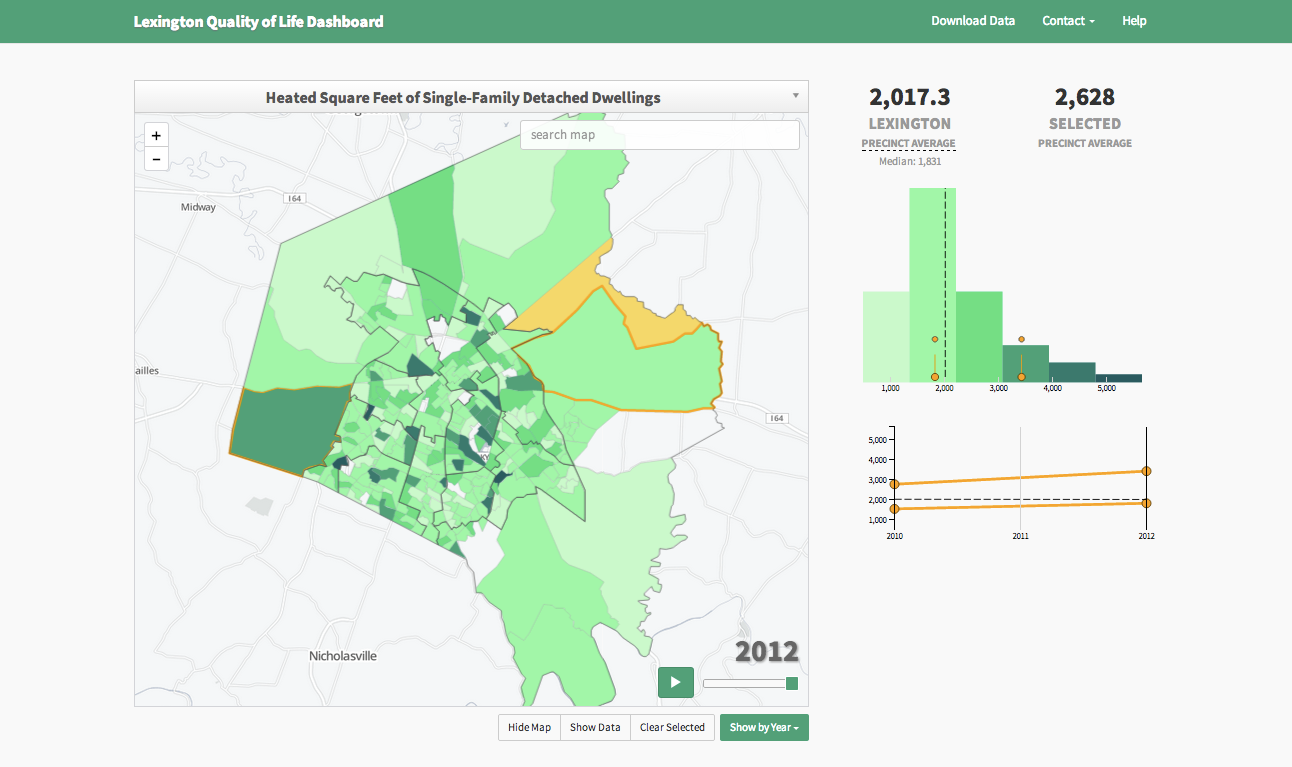 Lexington Quality of Life Dashboard
Download Data
Contact
Help
Heated Square Feet of Single-Family Detached Dwellings
+
−
search map
164
Midway
ailles
164
KY
Nicholasville
2012
Hide Map
Show Data
Clear Selected
Show by Year
2,017.3
LEXINGTON
PRECINCT AVERAGE
Median: 1,831
2,628
SELECTED
PRECINCT AVERAGE
1,000 2,000 3,000 4,000 5,000
5,000
4,000
3,000
2,000
1,000
2010 2011 2012